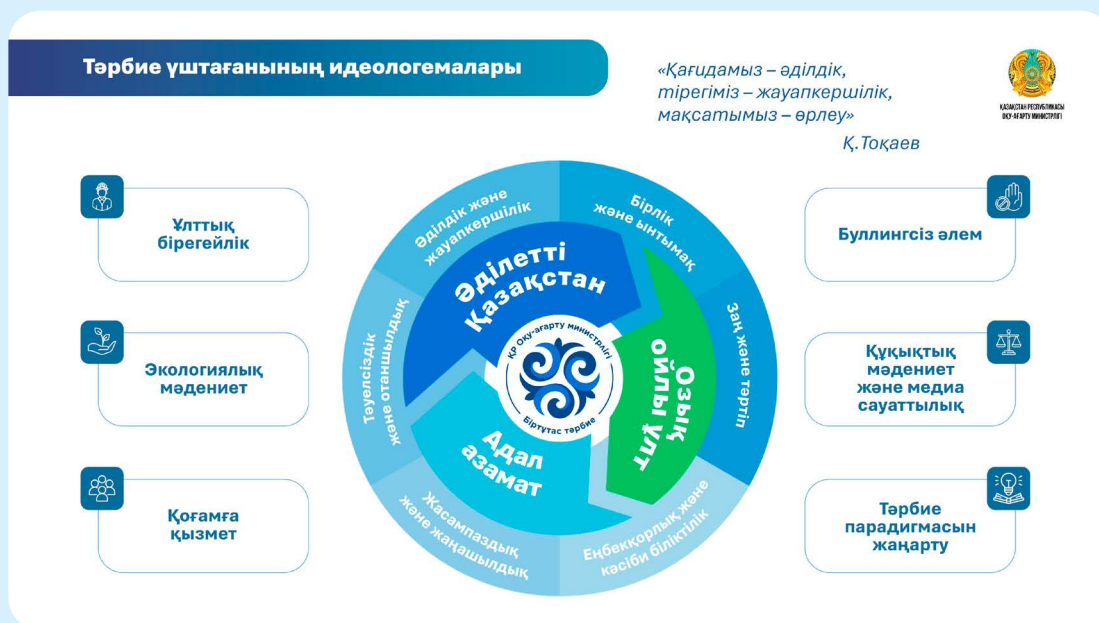 Тәрбие үштағанының идеологемалары
«Қағидамыз – әділдік,
тірегіміз – жауапкершілік,
мақсатымыз – өрлеу»
Қ.Тоқаев
ҚАЗАҚСТАН РЕСПУБЛИКАСЫ
ОҚУ-АҒАРТУ МИНИСТРЛІГІ
Ұлттық
бірегейлік
Экологиялық
мәдениет
Қоғамға
қызмет
Әділдік және
жауапкершілік
Бірлік
және ынтымақ
Заң және тәртіп
Еңбекқорлық және
кәсіби біліктілік
Жасампаздық
және жаңашылдық
Тәуелсіздік
және отаншылдық
Әділетті
Қазақстан
Озық
ойлы ұлт
Адал
азамат
ҚР Оқу-ағарту министрлігі
Біртұтас тәрбие
Буллингсіз әлем
Құқықтық
мәдениет
және медиа
сауаттылық
Тәрбие
парадигмасын
жаңарту